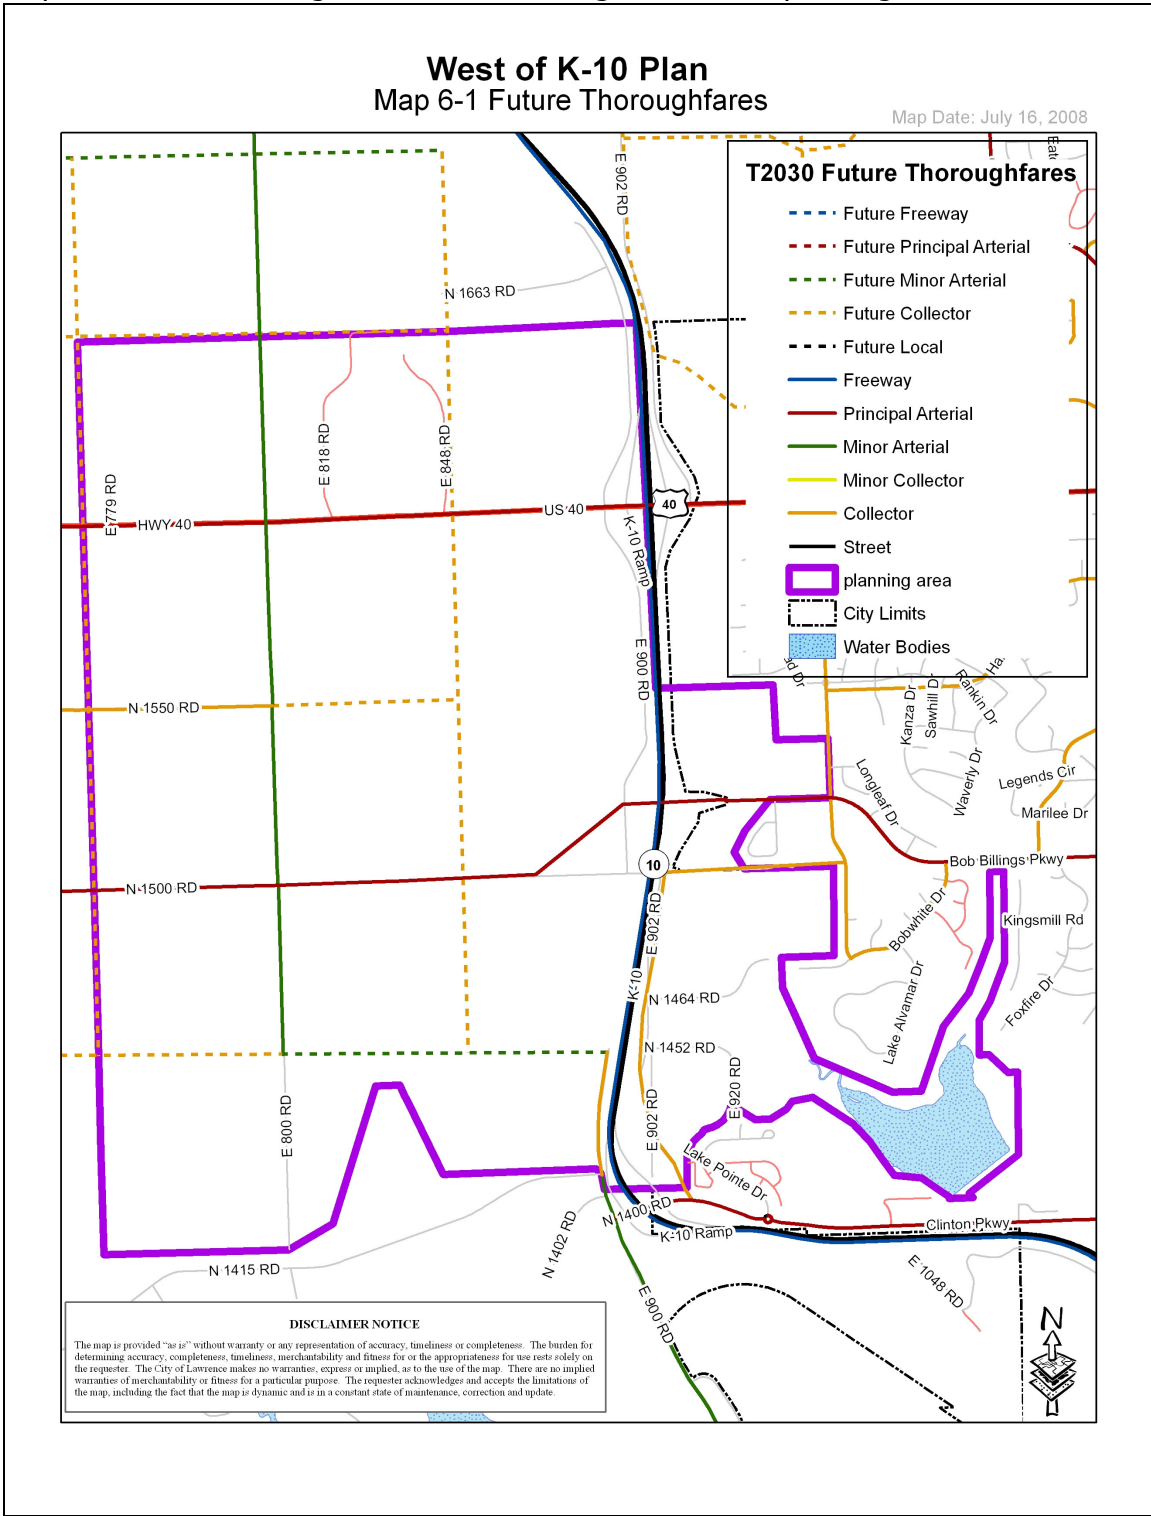 West of K-10 Plan
Map 6-1 Future Thoroughfares
Map Date: July 16, 2008
T2030 Future Thoroughfares
Future Freeway
Future Principal Arterial
Future Minor Arterial
Future Collector
Future Local
Freeway
Principal Arterial
Minor Arterial
Minor Collector
Collector
Street
planning area
City Limits
Water Bodies
E 902 RD
N 1663 RD
E 818 RD
E 848 RD
E 779 RD
HWY 40
US 40
40
K-10 Ramp
E 900 RD
N 1550 RD
Kanza Dr
Sawhill Dr
Rankin Dr
Longleaf Dr
Waverly Dr
Legends Cir
Marilee Dr
Bob Billings Pkwy
10
N 1500 RD
E 902 RD
Bobwhite Dr
Kingsmill Rd
K-10
N 1464 RD
Lake Alvamar Dr
Foxfire Dr
N 1452 RD
E 920 RD
E 800 RD
E 902 RD
Lake Pointe Dr
N 1400 RD
K-10 Ramp
Clinton Pkwy
N 1402 RD
N 1415 RD
E 1048 RD
E 900 RD
N
DISCLAIMER NOTICE
The map is provided “as is” without warranty or any representation of accuracy, timeliness or completeness. The burden for
determining accuracy, completeness, timeliness, merchantability and fitness for or the appropriateness for use rests solely on
the requester. The City of Lawrence makes no warranties, express or implied, as to the use of the map. There are no implied
warranties of merchantability or fitness for a particular purpose. The requester acknowledges and accepts the limitations of
the map, including the fact that the map is dynamic and is in a constant state of maintenance, correction and update.